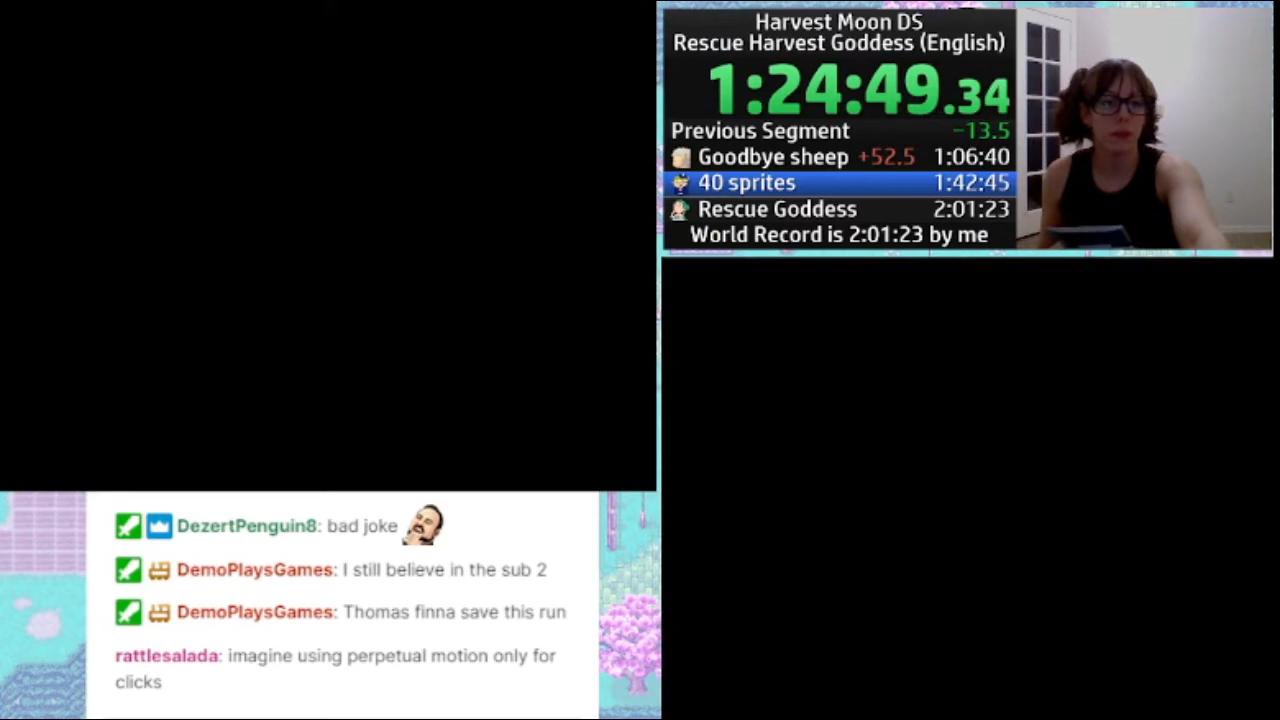 Harvest Moon DS
Rescue Harvest Goddess (English)
1:24:49.34
Previous Segment -13.5
Goodbye sheep +52.5 1:06:40
40 sprites 1:42:45
Rescue Goddess 2:01:23
World Record is 2:01:23 by me
DezertPenguin8: bad joke
DemoPlaysGames: I still believe in the sub 2
DemoPlaysGames: Thomas finna save this run
rattlesalada: imagine using perpetual motion only for
clicks